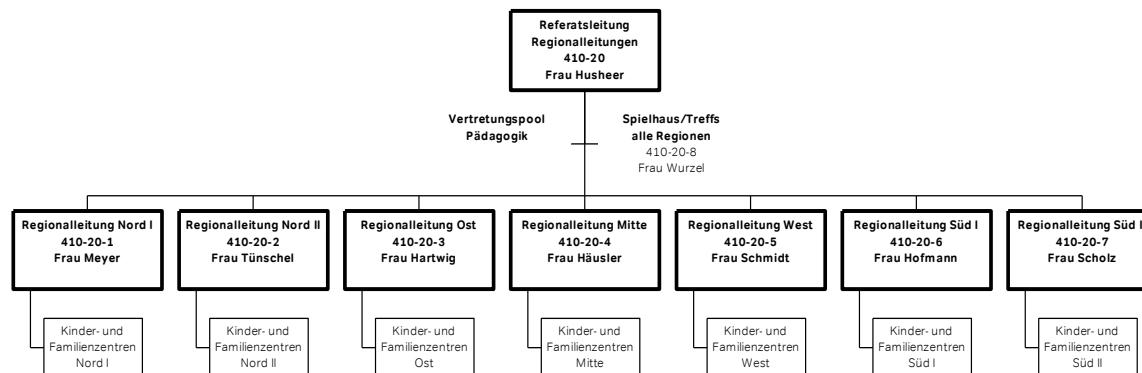 Referatsleitung
Regionalleitungen
410-20
Frau Husheer
Vertretungspool
Pädagogik
Spielhaus/Treffs
alle Regionen
410-20-8
Frau Wurzel
Regionalleitung Nord I
410-20-1
Frau Meyer
Regionalleitung Nord II
410-20-2
Frau Tünschel
Regionalleitung Ost
410-20-3
Frau Hartwig
Regionalleitung Mitte
410-20-4
Frau Häusler
Regionalleitung West
410-20-5
Frau Schmidt
Regionalleitung Süd I
410-20-6
Frau Hofmann
Regionalleitung Süd I
410-20-7
Frau Scholz
Kinder- und
Familienzentren
Nord I
Kinder- und
Familienzentren
Nord II
Kinder- und
Familienzentren
Ost
Kinder- und
Familienzentren
Mitte
Kinder- und
Familienzentren
West
Kinder- und
Familienzentren
Süd I
Kinder- und
Familienzentren
Süd II